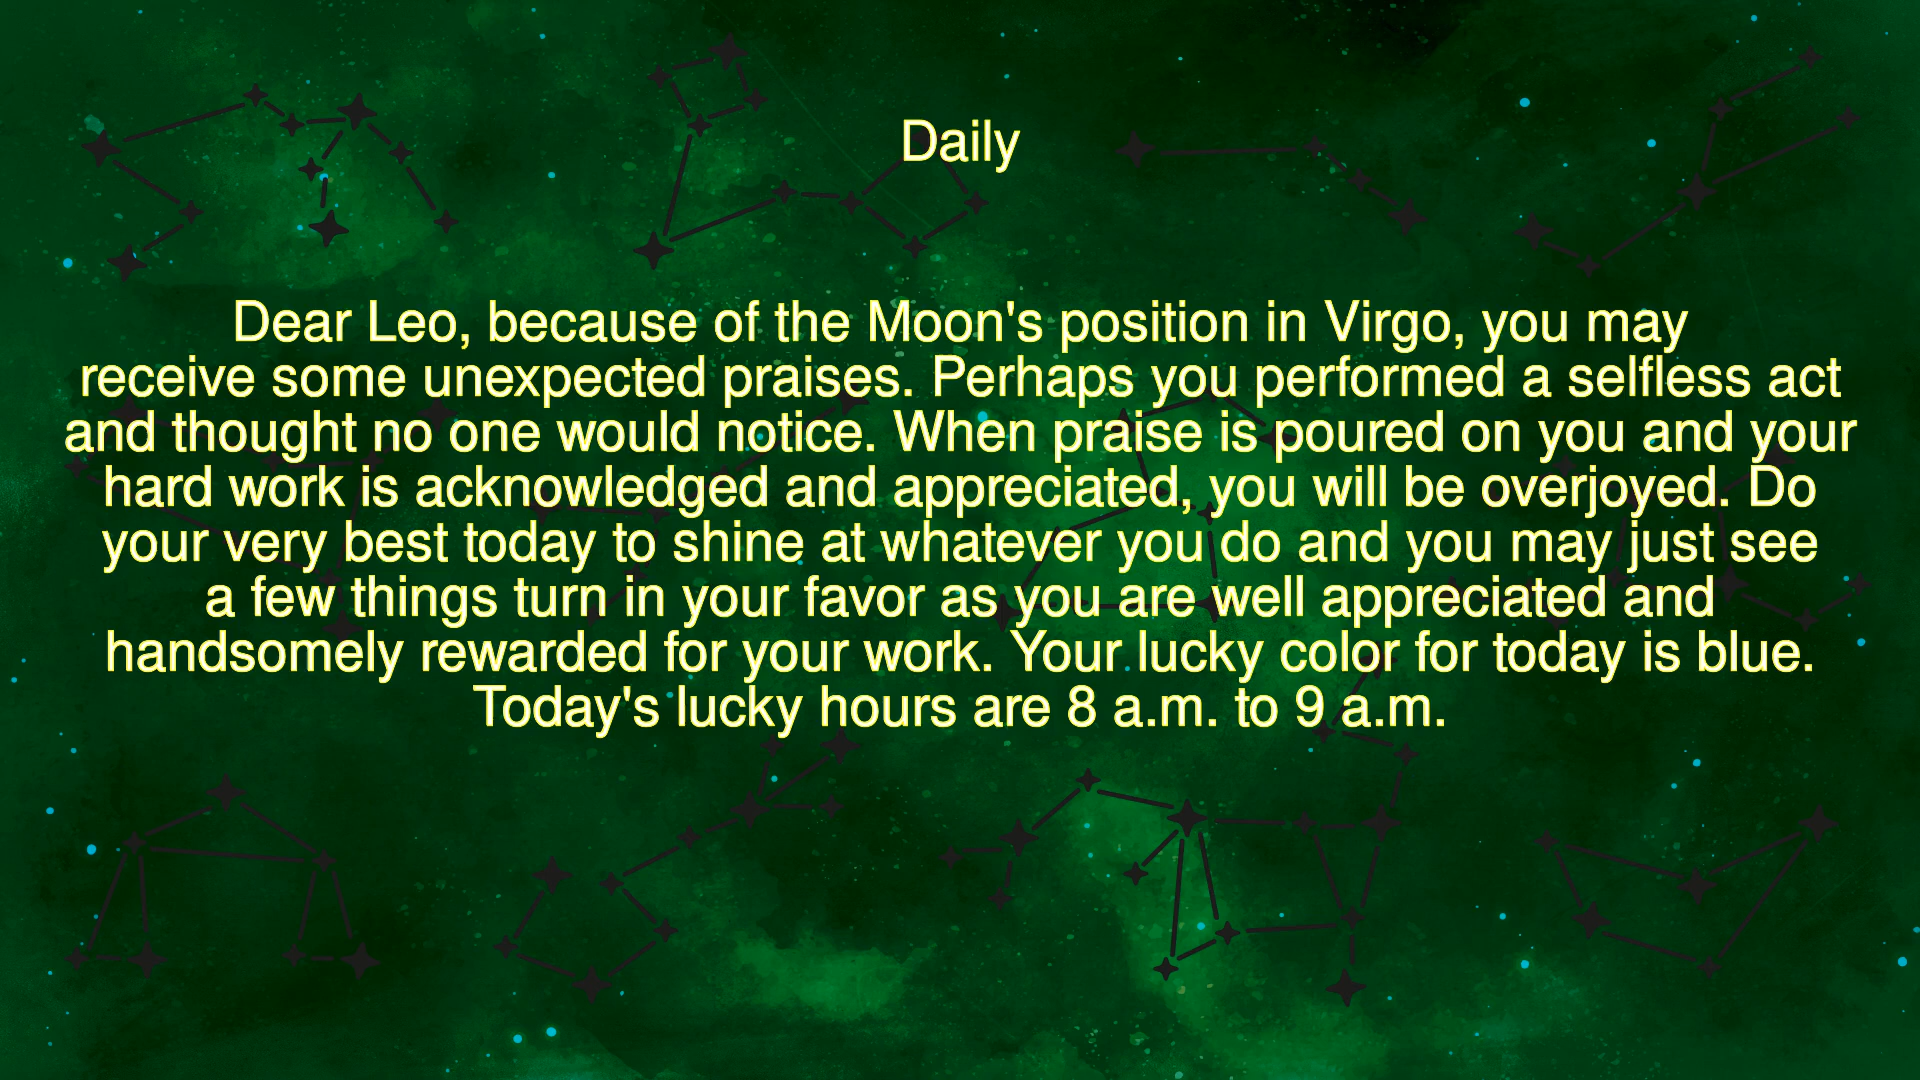 Daily
Dear Leo, because of the Moon's position in Virgo, you may
receive some unexpected praises. Perhaps you performed a selfless act
and thought no one would notice. When praise is poured on you and your
hard work is acknowledged and appreciated, you will be overjoyed. Do
your very best today to shine at whatever you do and you may just see
a few things turn in your favor as you are well appreciated and
handsomely rewarded for your work. Your lucky color for today is blue.
Today's lucky hours are 8 a.m. to 9 a.m.